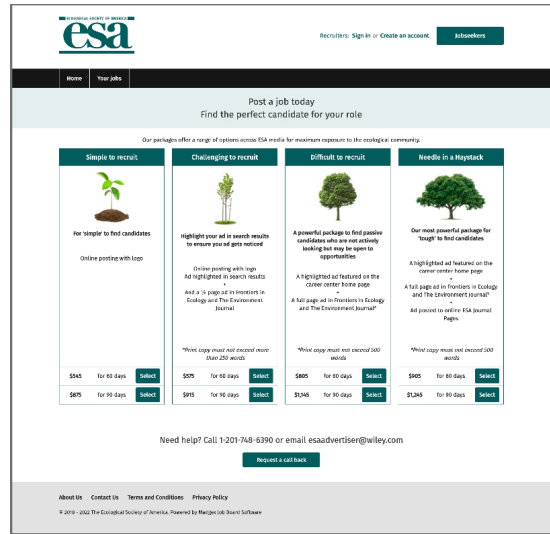 ECOLOGICAL SOCIETY OF AMERICA
esa
Recruiters: Sign in or Create an account
Jobseekers
Home
Your jobs
Post a job today
Find the perfect candidate for your role
Our packages offer a range of options across ESA media for maximum exposure to the ecological community.
Simple to recruit
For 'simple' to find candidates
Online posting with logo
$545 for 60 days Select
$875 for 90 days Select
Challenging to recruit
Highlight your ad in search results
to ensure you ad gets noticed
Online posting with logo
Ad highlighted in search results
+
And a ½ page ad in Frontiers in
Ecology and The Environment
Journal
*Print copy must not exceed more
than 250 words
$575 for 60 days Select
$915 for 90 days Select
Difficult to recruit
A powerful package to find passive
candidates who are not actively
looking but may be open to
opportunities
A highlighted ad featured on the
career center home page
+
A full page ad in Frontiers in Ecology
and The Environment Journal*
*Print copy must not exceed 500
words
$805 for 60 days Select
$1,145 for 90 days Select
Needle in a Haystack
Our most powerful package for
'tough' to find candidates
A highlighted ad featured on the
career center home page
+
A full page ad in Frontiers in Ecology
and The Environment Journal*
+
Ad posted to online ESA Journal
Pages.
*Print copy must not exceed 500
words
$905 for 60 days Select
$1,245 for 90 days Select
Need help? Call 1-201-748-6390 or email esaadvertiser@wiley.com
Request a call back
About Us Contact Us Terms and Conditions Privacy Policy
© 2018 - 2022 The Ecological Society of America. Powered by Madgex Job Board Software